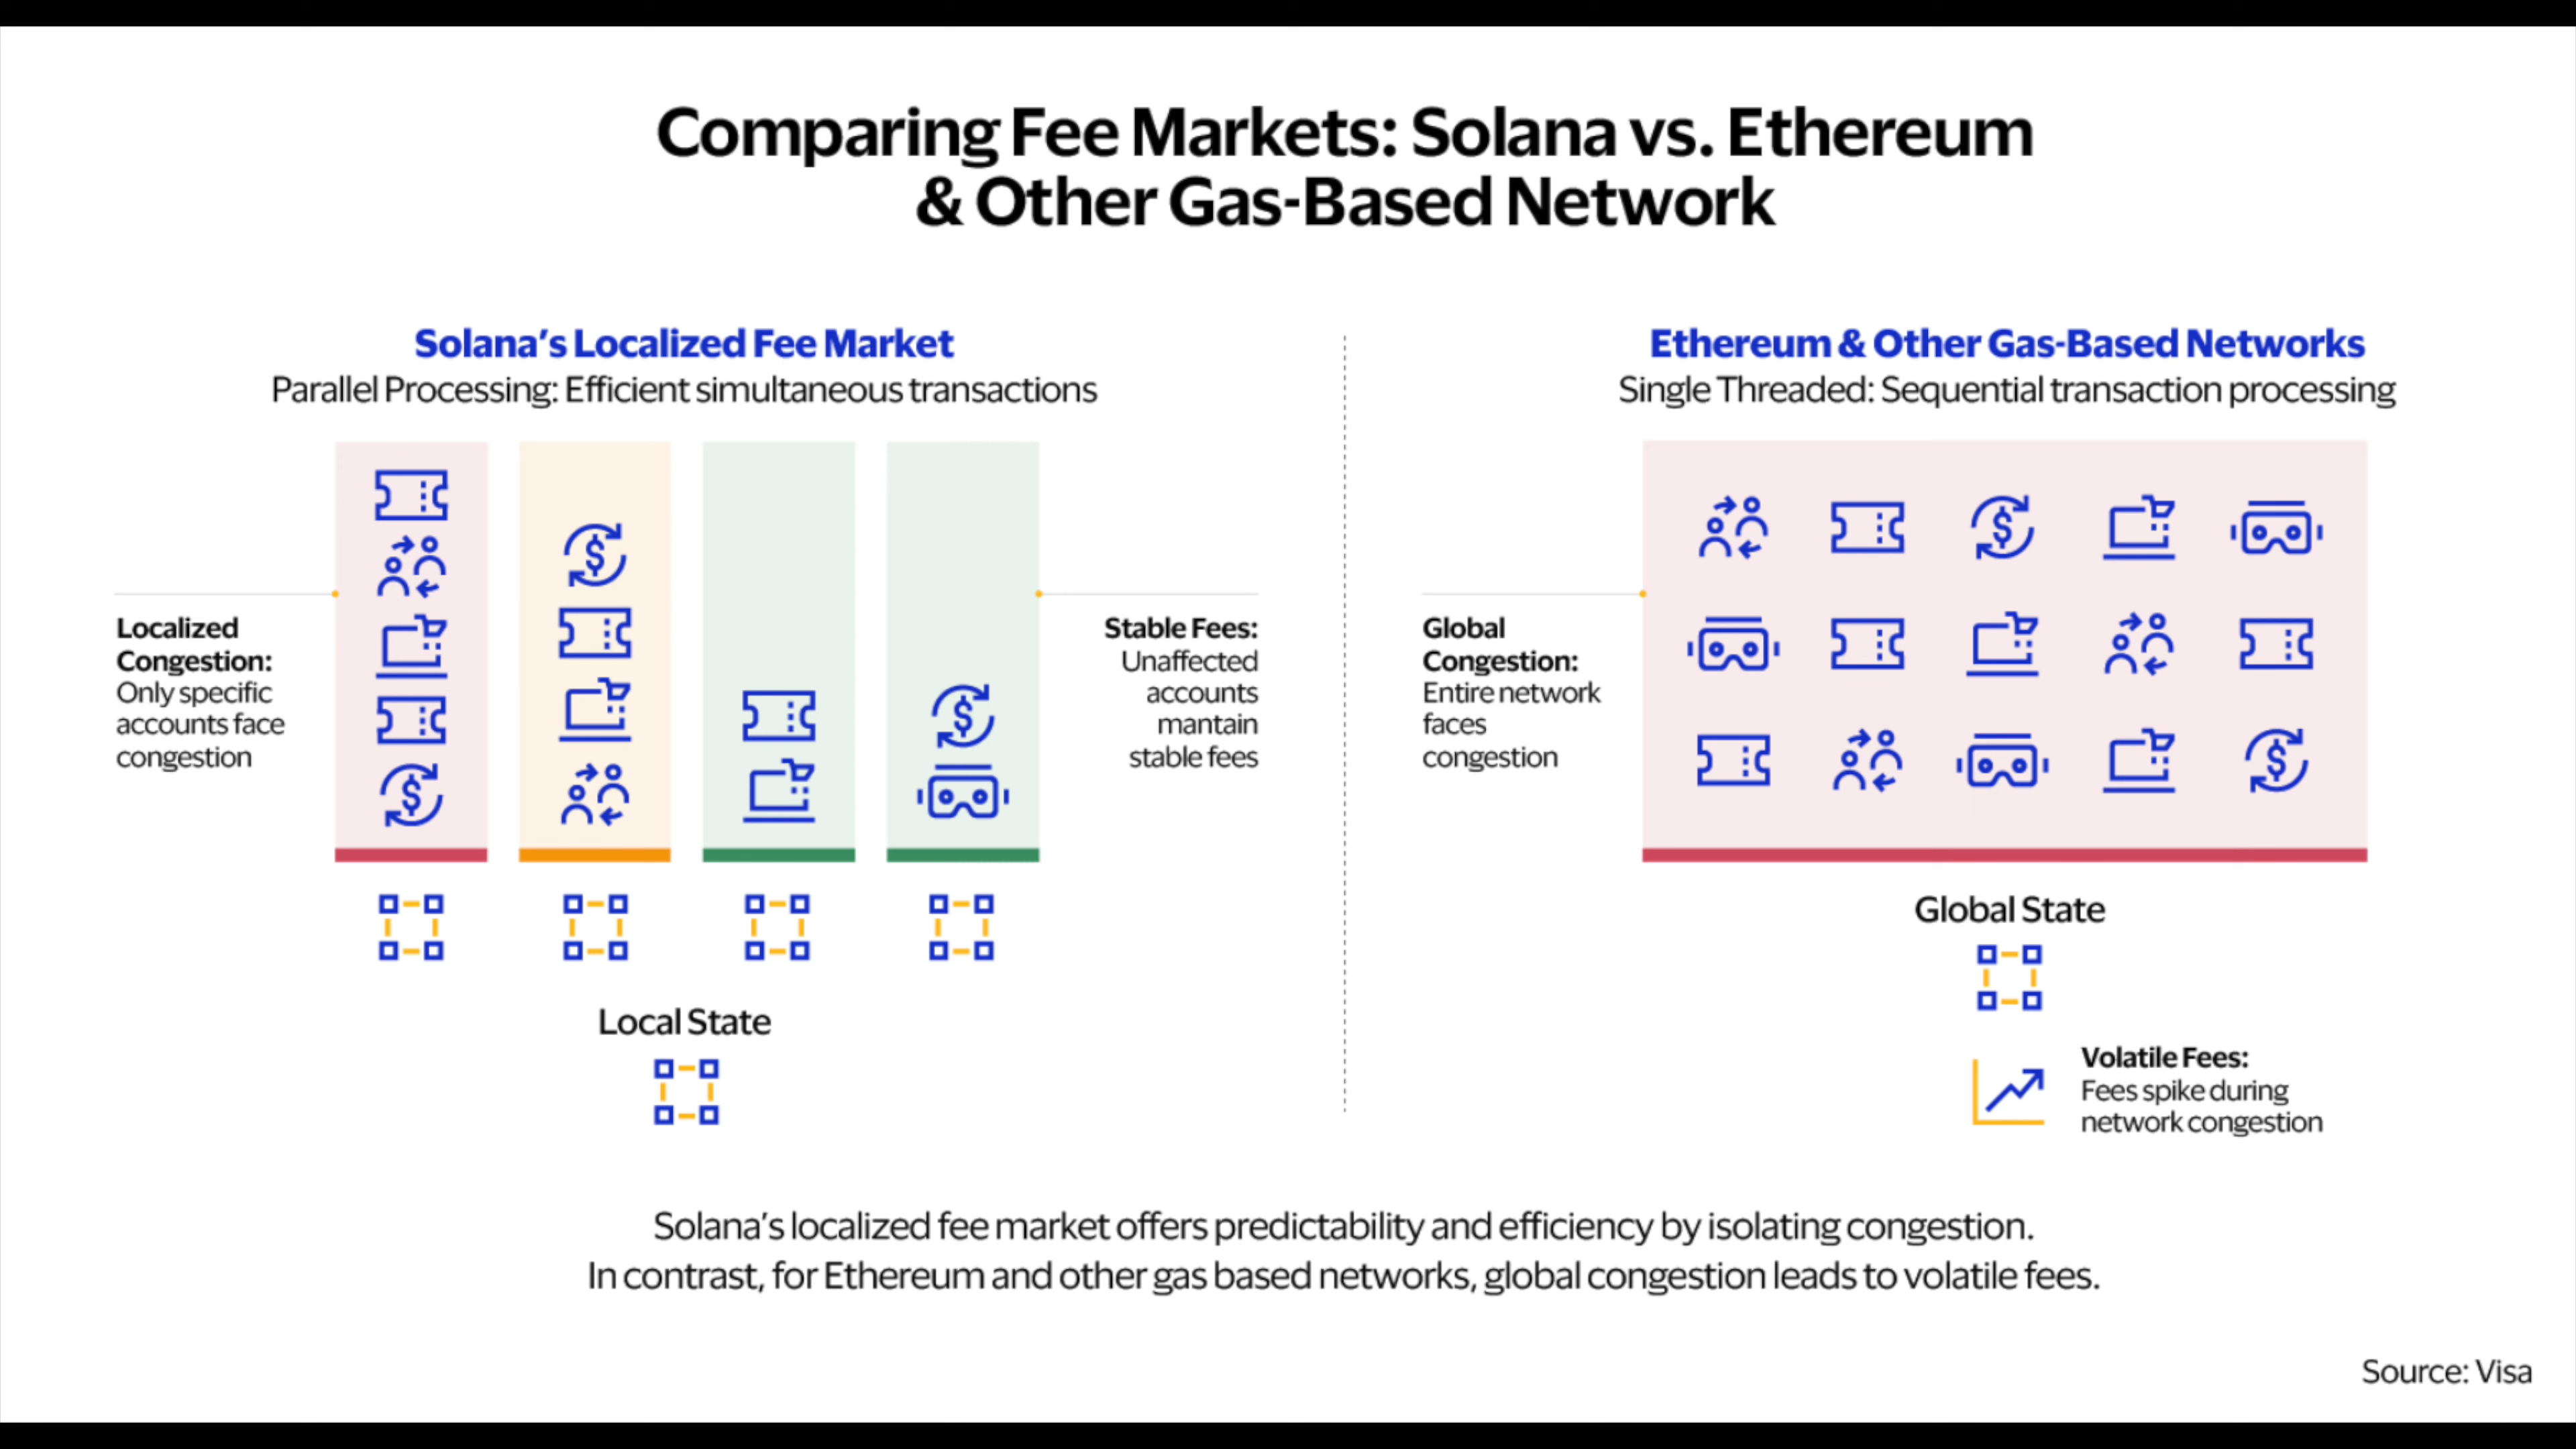 Comparing Fee Markets: Solana vs. Ethereum
& Other Gas-Based Network
Solana's Localized Fee Market
Parallel Processing: Efficient simultaneous transactions
Localized
Congestion:
Only specific
accounts face
congestion
Stable Fees:
Unaffected
accounts
mantain
stable fees
Local State
Ethereum & Other Gas-Based Networks
Single Threaded: Sequential transaction processing
Global
Congestion:
Entire network
faces
congestion
Global State
Volatile Fees:
Fees spike during
network congestion
Solana's localized fee market offers predictability and efficiency by isolating congestion.
In contrast, for Ethereum and other gas based networks, global congestion leads to volatile fees.
Source: Visa